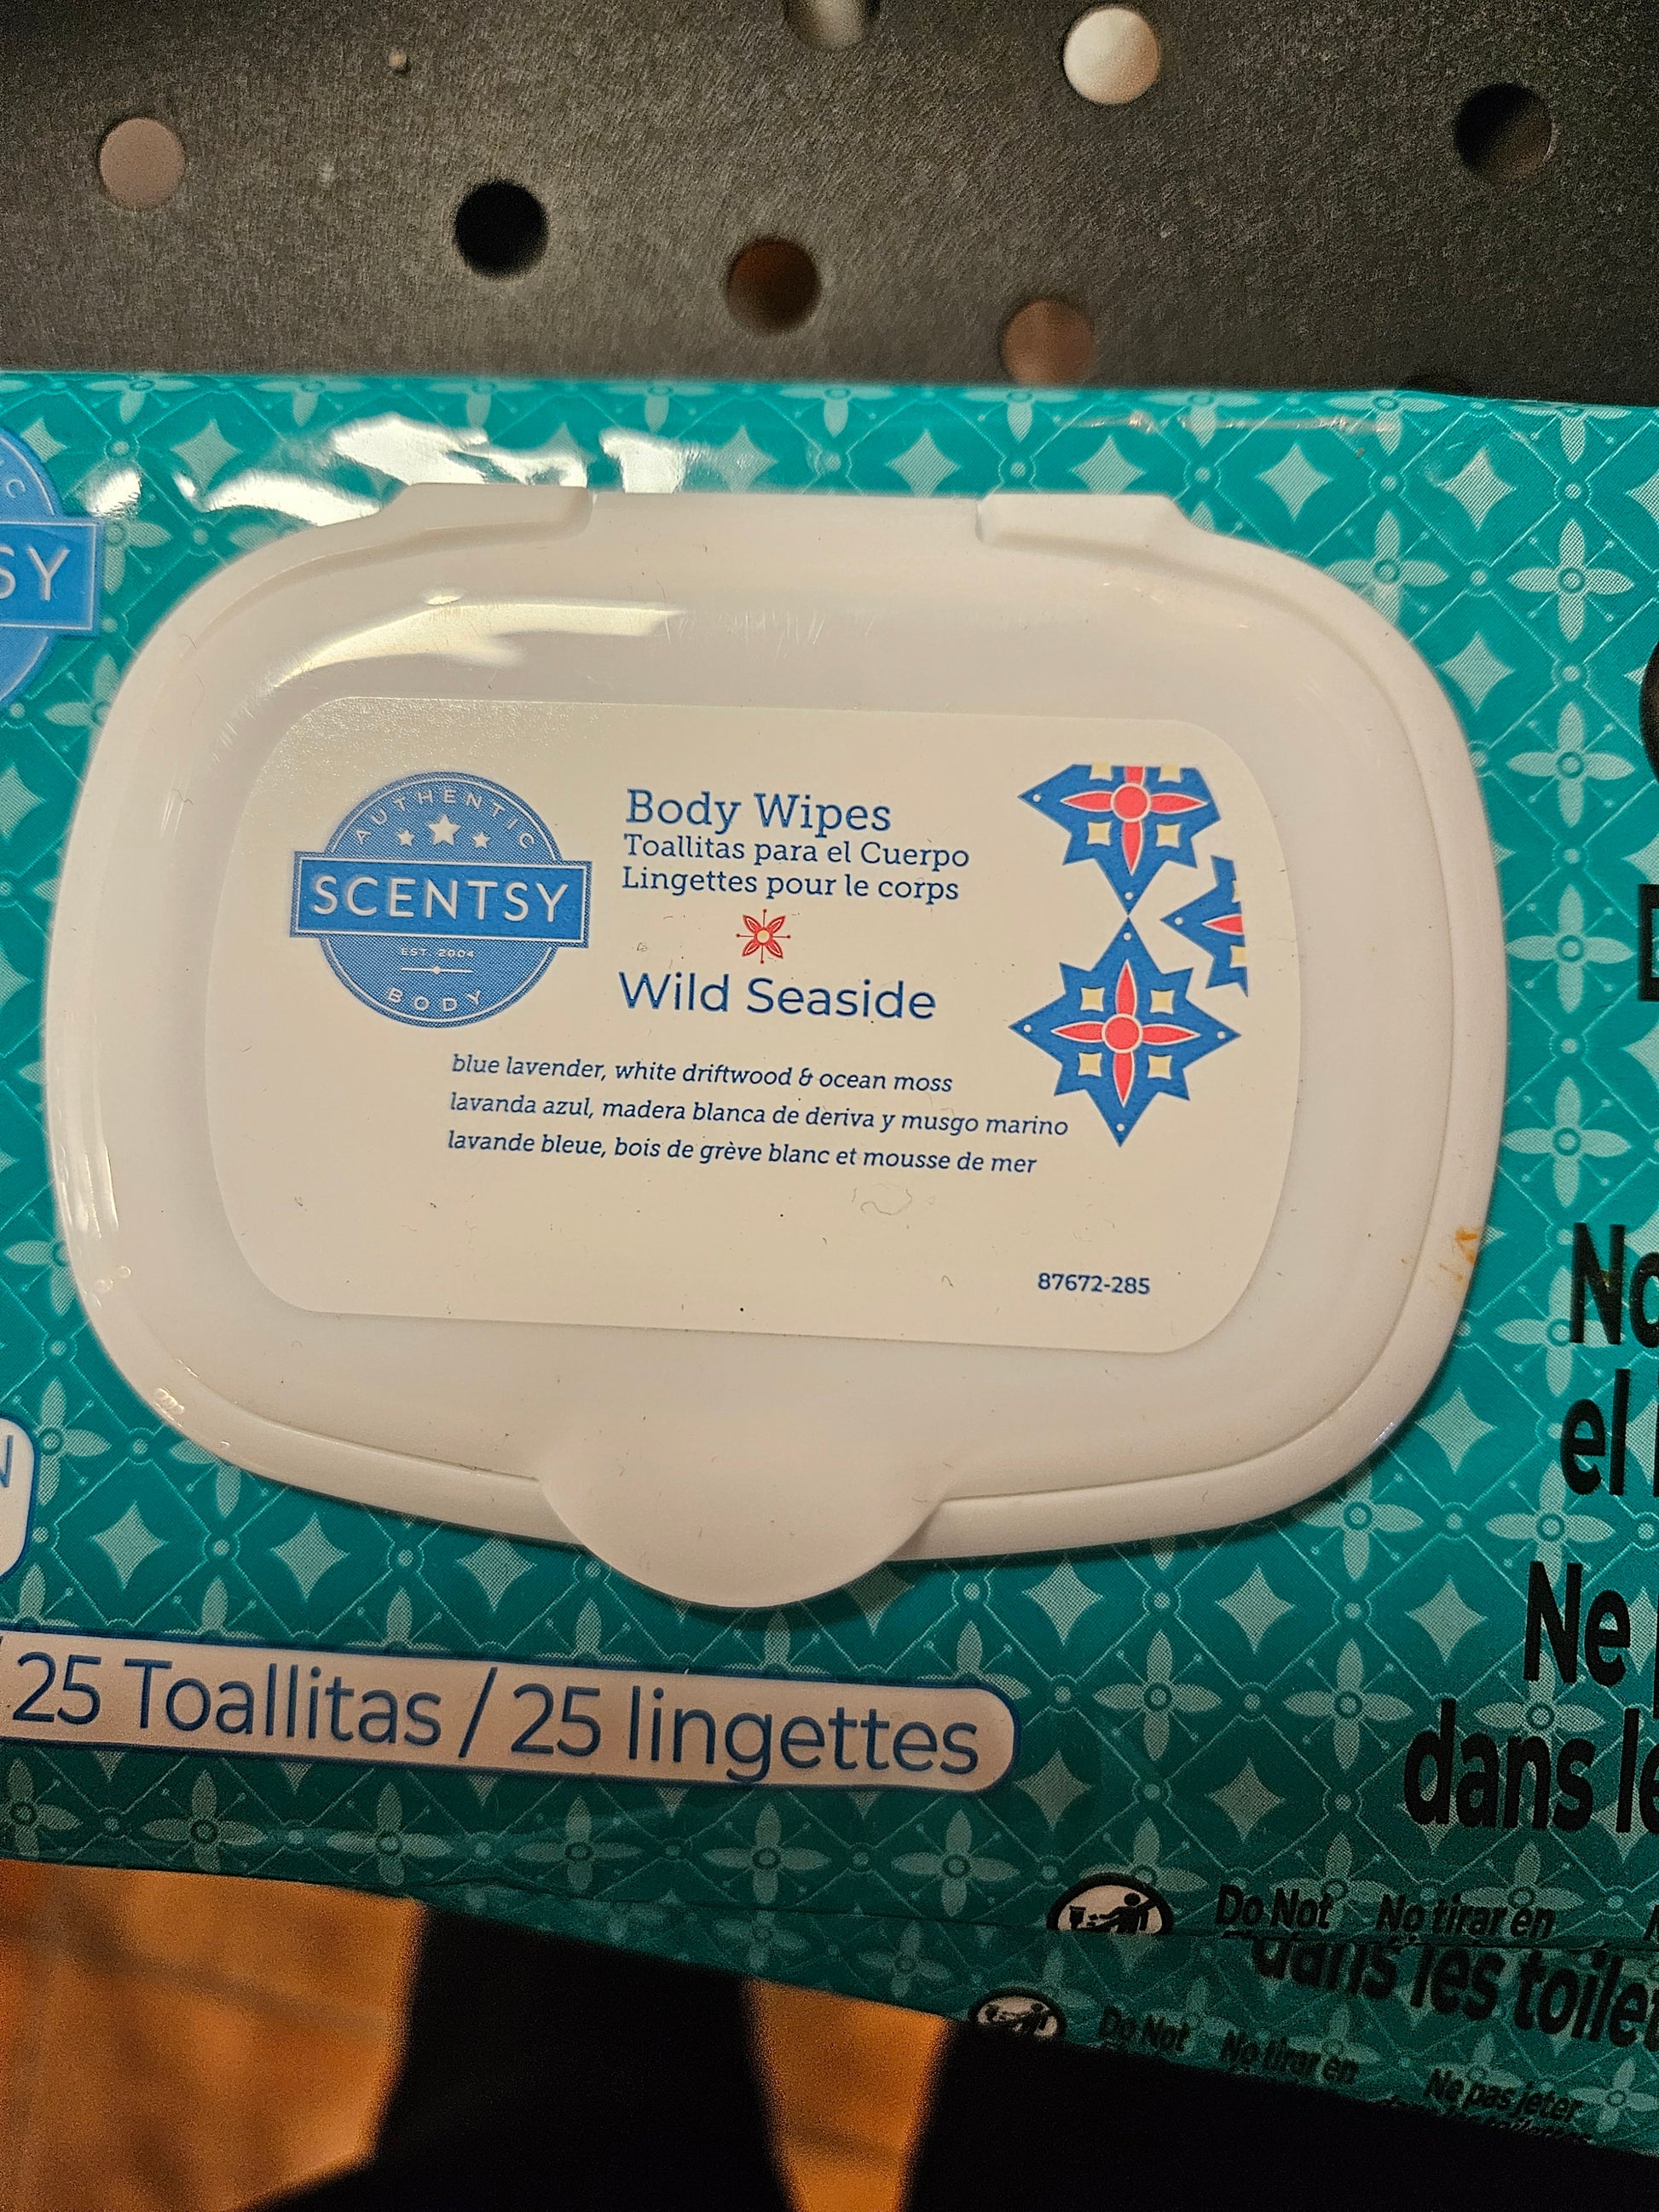 SY
AUTHENTIC
SCENTSY
EST. 2004
BODY
Body Wipes
Toallitas para el Cuerpo
Lingettes pour le corps
Wild Seaside
blue lavender, white driftwood & ocean moss
lavanda azul, madera blanca de deriva y musgo marino
lavande bleue, bois de grève blanc et mousse de mer
87672-285
el
Ne
dans
25 Toallitas / 25 lingettes
Do Not No tirar en
dans les
Do Not No tirar en Ne pas jeter